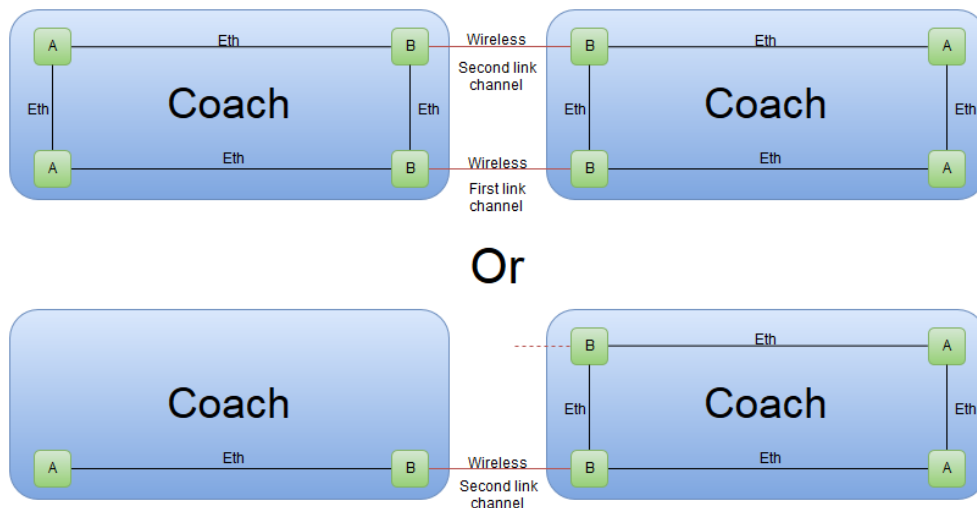 A
Eth
B
Wireless
B
Eth
A
Second link
channel
Eth
Coach
Eth
Eth
Coach
Eth
A
Eth
B
Wireless
B
Eth
A
First link
channel
Or
B
Eth
A
Coach
Eth
Coach
Eth
A
Eth
B
Wireless
B
Eth
A
Second link
channel